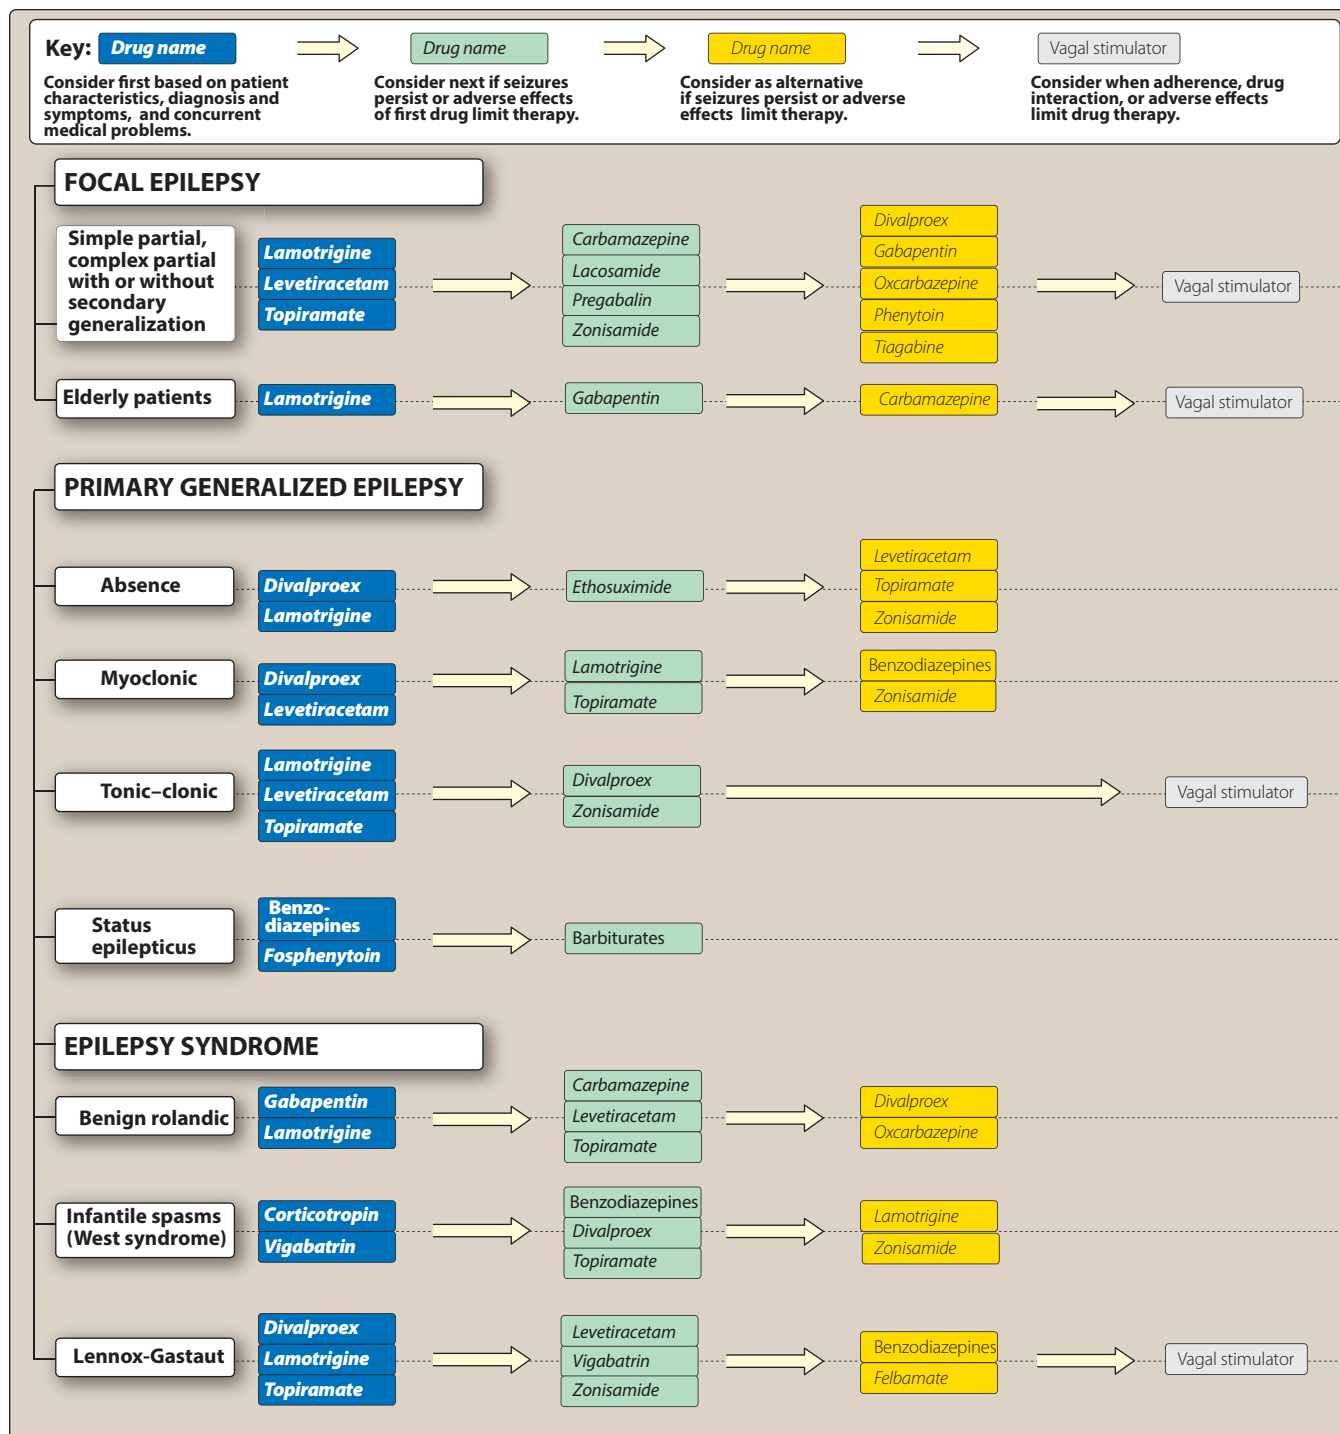 Key: Drug name
Drug name
Drug name
Vagal stimulator
Consider first based on patient
characteristics, diagnosis and
symptoms, and concurrent
medical problems.
Consider next if seizures
persist or adverse effects
of first drug limit therapy.
Consider as alternative
if seizures persist or adverse
effects limit therapy.
Consider when adherence, drug
interaction, or adverse effects
limit drug therapy.
FOCAL EPILEPSY
Simple partial,
complex partial
with or without
secondary
generalization
Lamotrigine
Levetiracetam
Topiramate
Carbamazepine
Lacosamide
Pregabalin
Zonisamide
Divalproex
Gabapentin
Oxcarbazepine
Phenytoin
Tiagabine
Vagal stimulator
Elderly patients
Lamotrigine
Gabapentin
Carbamazepine
Vagal stimulator
PRIMARY GENERALIZED EPILEPSY
Absence
Divalproex
Lamotrigine
Ethosuximide
Levetiracetam
Topiramate
Zonisamide
Myoclonic
Divalproex
Levetiracetam
Lamotrigine
Topiramate
Benzodiazepines
Zonisamide
Tonic–clonic
Lamotrigine
Levetiracetam
Topiramate
Divalproex
Zonisamide
Vagal stimulator
Status
epilepticus
Benzo-
diazepines
Fosphenytoin
Barbiturates
EPILEPSY SYNDROME
Benign rolandic
Gabapentin
Lamotrigine
Carbamazepine
Levetiracetam
Topiramate
Divalproex
Oxcarbazepine
Infantile spasms
(West syndrome)
Corticotropin
Vigabatrin
Benzodiazepines
Divalproex
Topiramate
Lamotrigine
Zonisamide
Lennox-Gastaut
Divalproex
Lamotrigine
Topiramate
Levetiracetam
Vigabatrin
Zonisamide
Benzodiazepines
Felbamate
Vagal stimulator